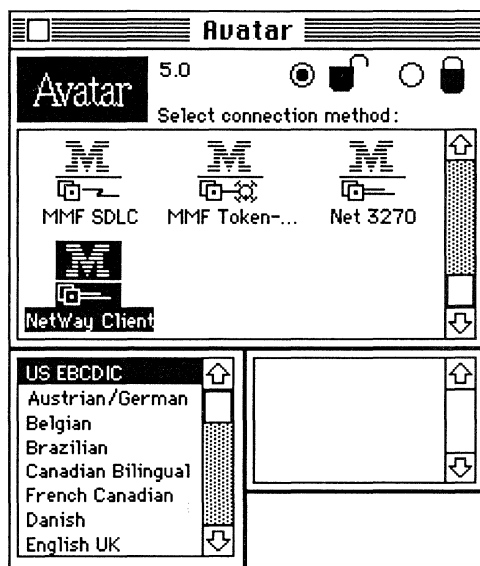 Avatar
Avatar
5.0
Select connection method:
M M M
MMF SDLC MMF Token-... Net 3270
M
NetWay Client
US EBCDIC
Austrian/German
Belgian
Brazilian
Canadian Bilingual
French Canadian
Danish
English UK